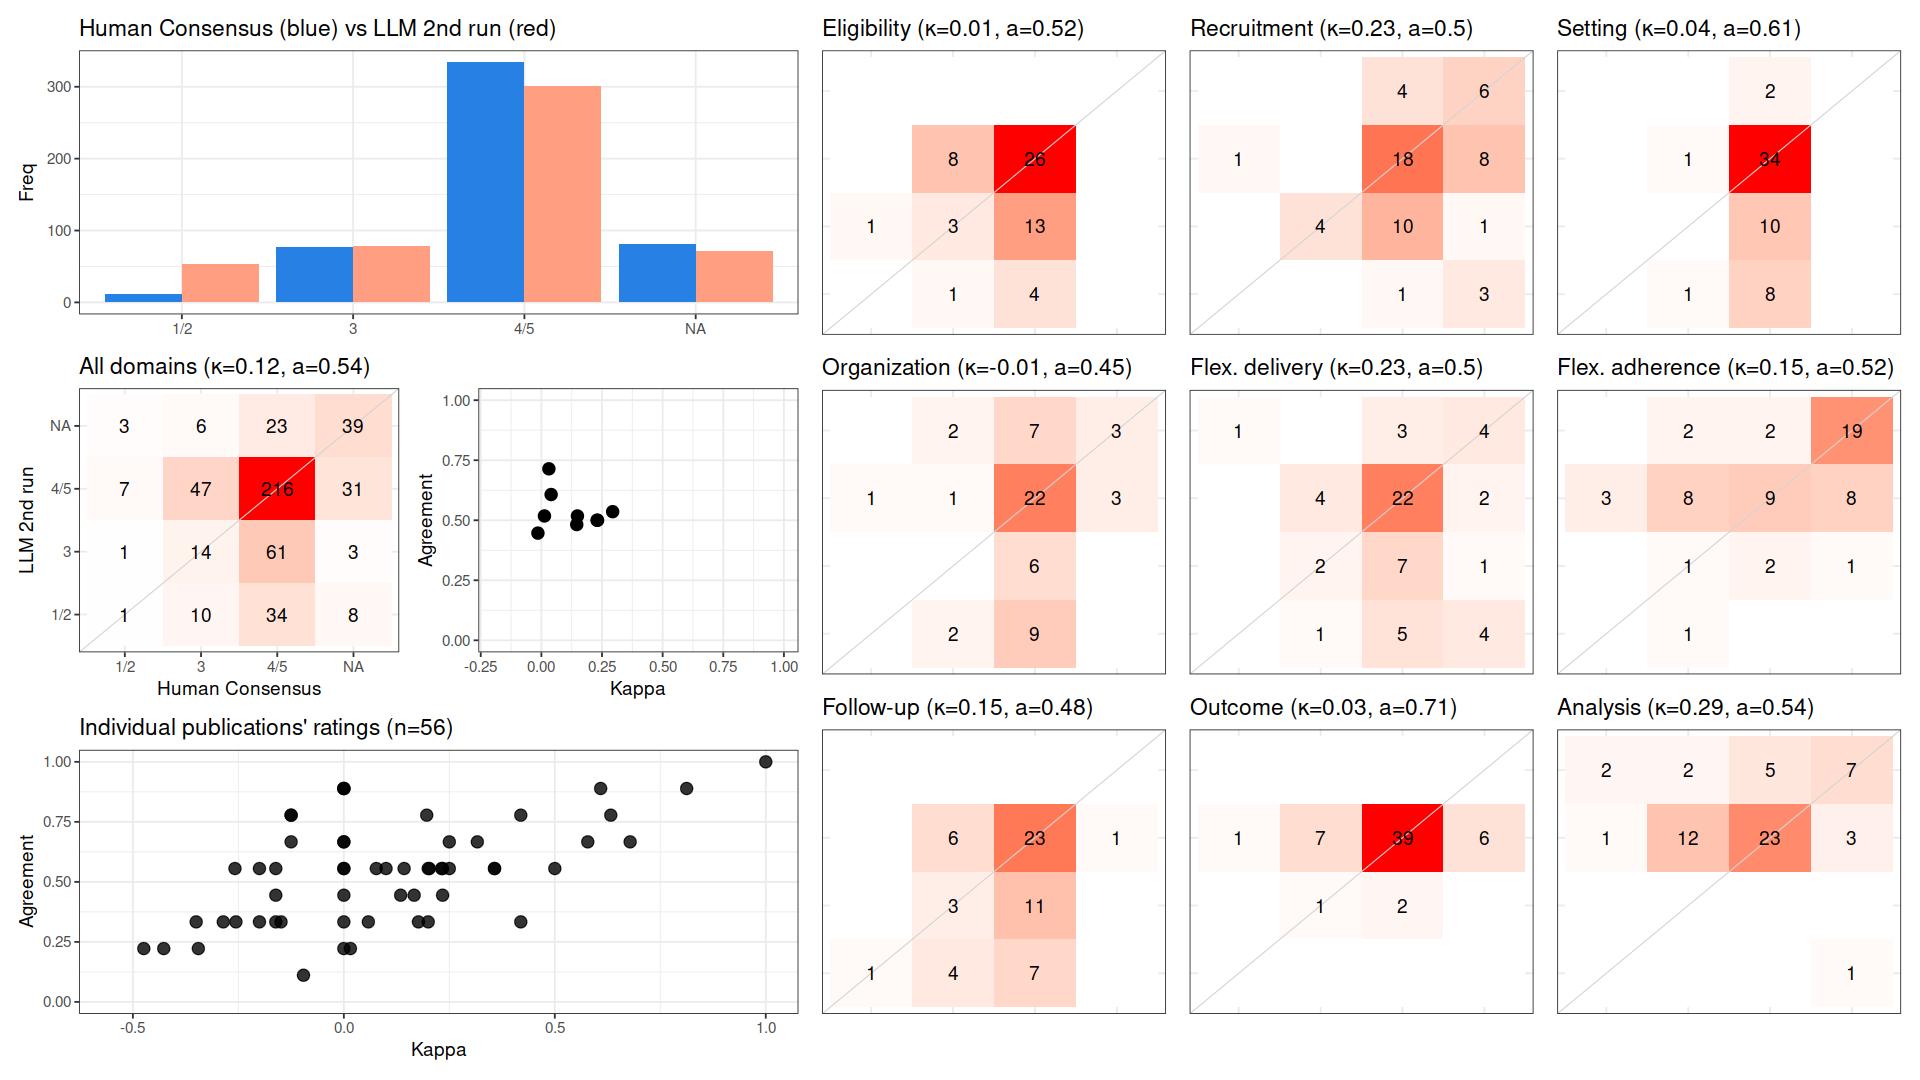 Human Consensus (blue) vs LLM 2nd run (red)
Freq
300
200
100
0
1/2 3 4/5 NA
All domains (κ=0.12, a=0.54)
LLM 2nd run
NA 3 6 23 39
4/5 7 47 216 31
3 1 14 61 3
1/2 1 10 34 8
1/2 3 4/5 NA
Human Consensus
Agreement
1.00
0.75
0.50
0.25
0.00
-0.25 0.00 0.25 0.50 0.75 1.00
Kappa
Individual publications' ratings (n=56)
Agreement
1.00
0.75
0.50
0.25
0.00
-0.5 0.0 0.5 1.0
Kappa
Eligibility (κ=0.01, a=0.52)
8 26
1 3 13
1 4
Recruitment (κ=0.23, a=0.5)
4 6
1 18 8
4 10 1
1 3
Setting (κ=0.04, a=0.61)
2
1 34
10
1 8
Organization (κ=-0.01, a=0.45)
2 7 3
1 1 22 3
6
2 9
Flex. delivery (κ=0.23, a=0.5)
1 3 4
4 22 2
2 7 1
1 5 4
Flex. adherence (κ=0.15, a=0.52)
2 2 19
3 8 9 8
1 2 1
1
Follow-up (κ=0.15, a=0.48)
6 23 1
3 11
1 4 7
Outcome (κ=0.03, a=0.71)
1 7 39 6
1 2
Analysis (κ=0.29, a=0.54)
2 2 5 7
1 12 23 3
1